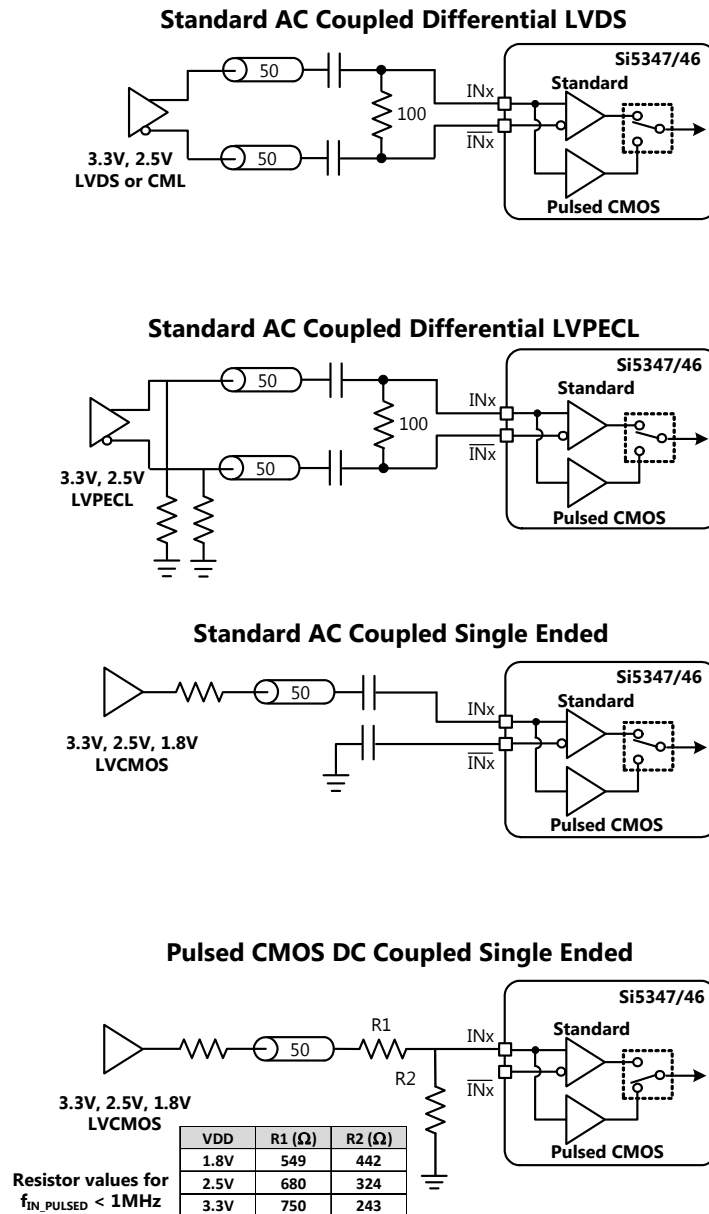 Standard AC Coupled Differential LVDS
Si5347/46
50
INx
Standard
100
50
INx
3.3V, 2.5V
LVDS or CML
Pulsed CMOS
Standard AC Coupled Differential LVPECL
Si5347/46
50
INx
Standard
100
50
INx
3.3V, 2.5V
LVPECL
Pulsed CMOS
Standard AC Coupled Single Ended
Si5347/46
50
INx
Standard
3.3V, 2.5V, 1.8V
LVCMOS
INx
Pulsed CMOS
Pulsed CMOS DC Coupled Single Ended
Si5347/46
R1
INx
Standard
50
R2
INx
3.3V, 2.5V, 1.8V
LVCMOS
Pulsed CMOS
VDD R1 (Ω) R2 (Ω)
1.8V 549 442
2.5V 680 324
3.3V 750 243
Resistor values for
fIN_PULSED < 1MHz